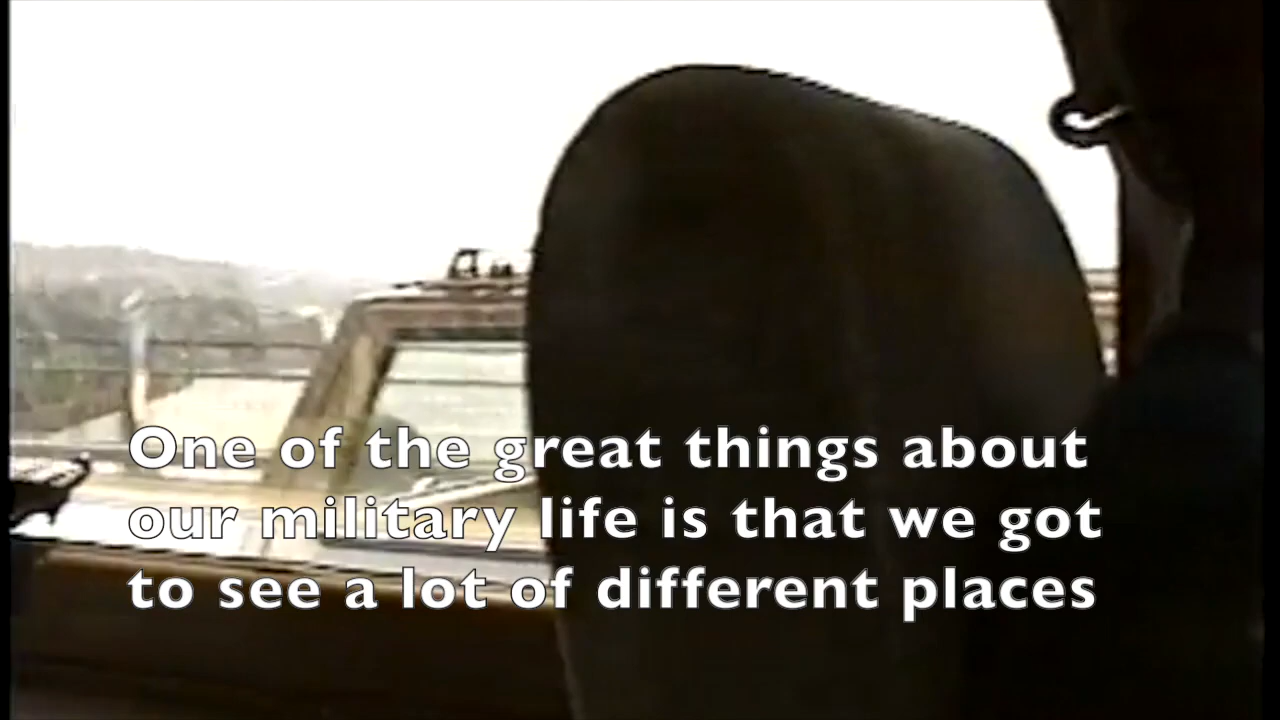 One of the great things about
our military life is that we got
to see a lot of different places